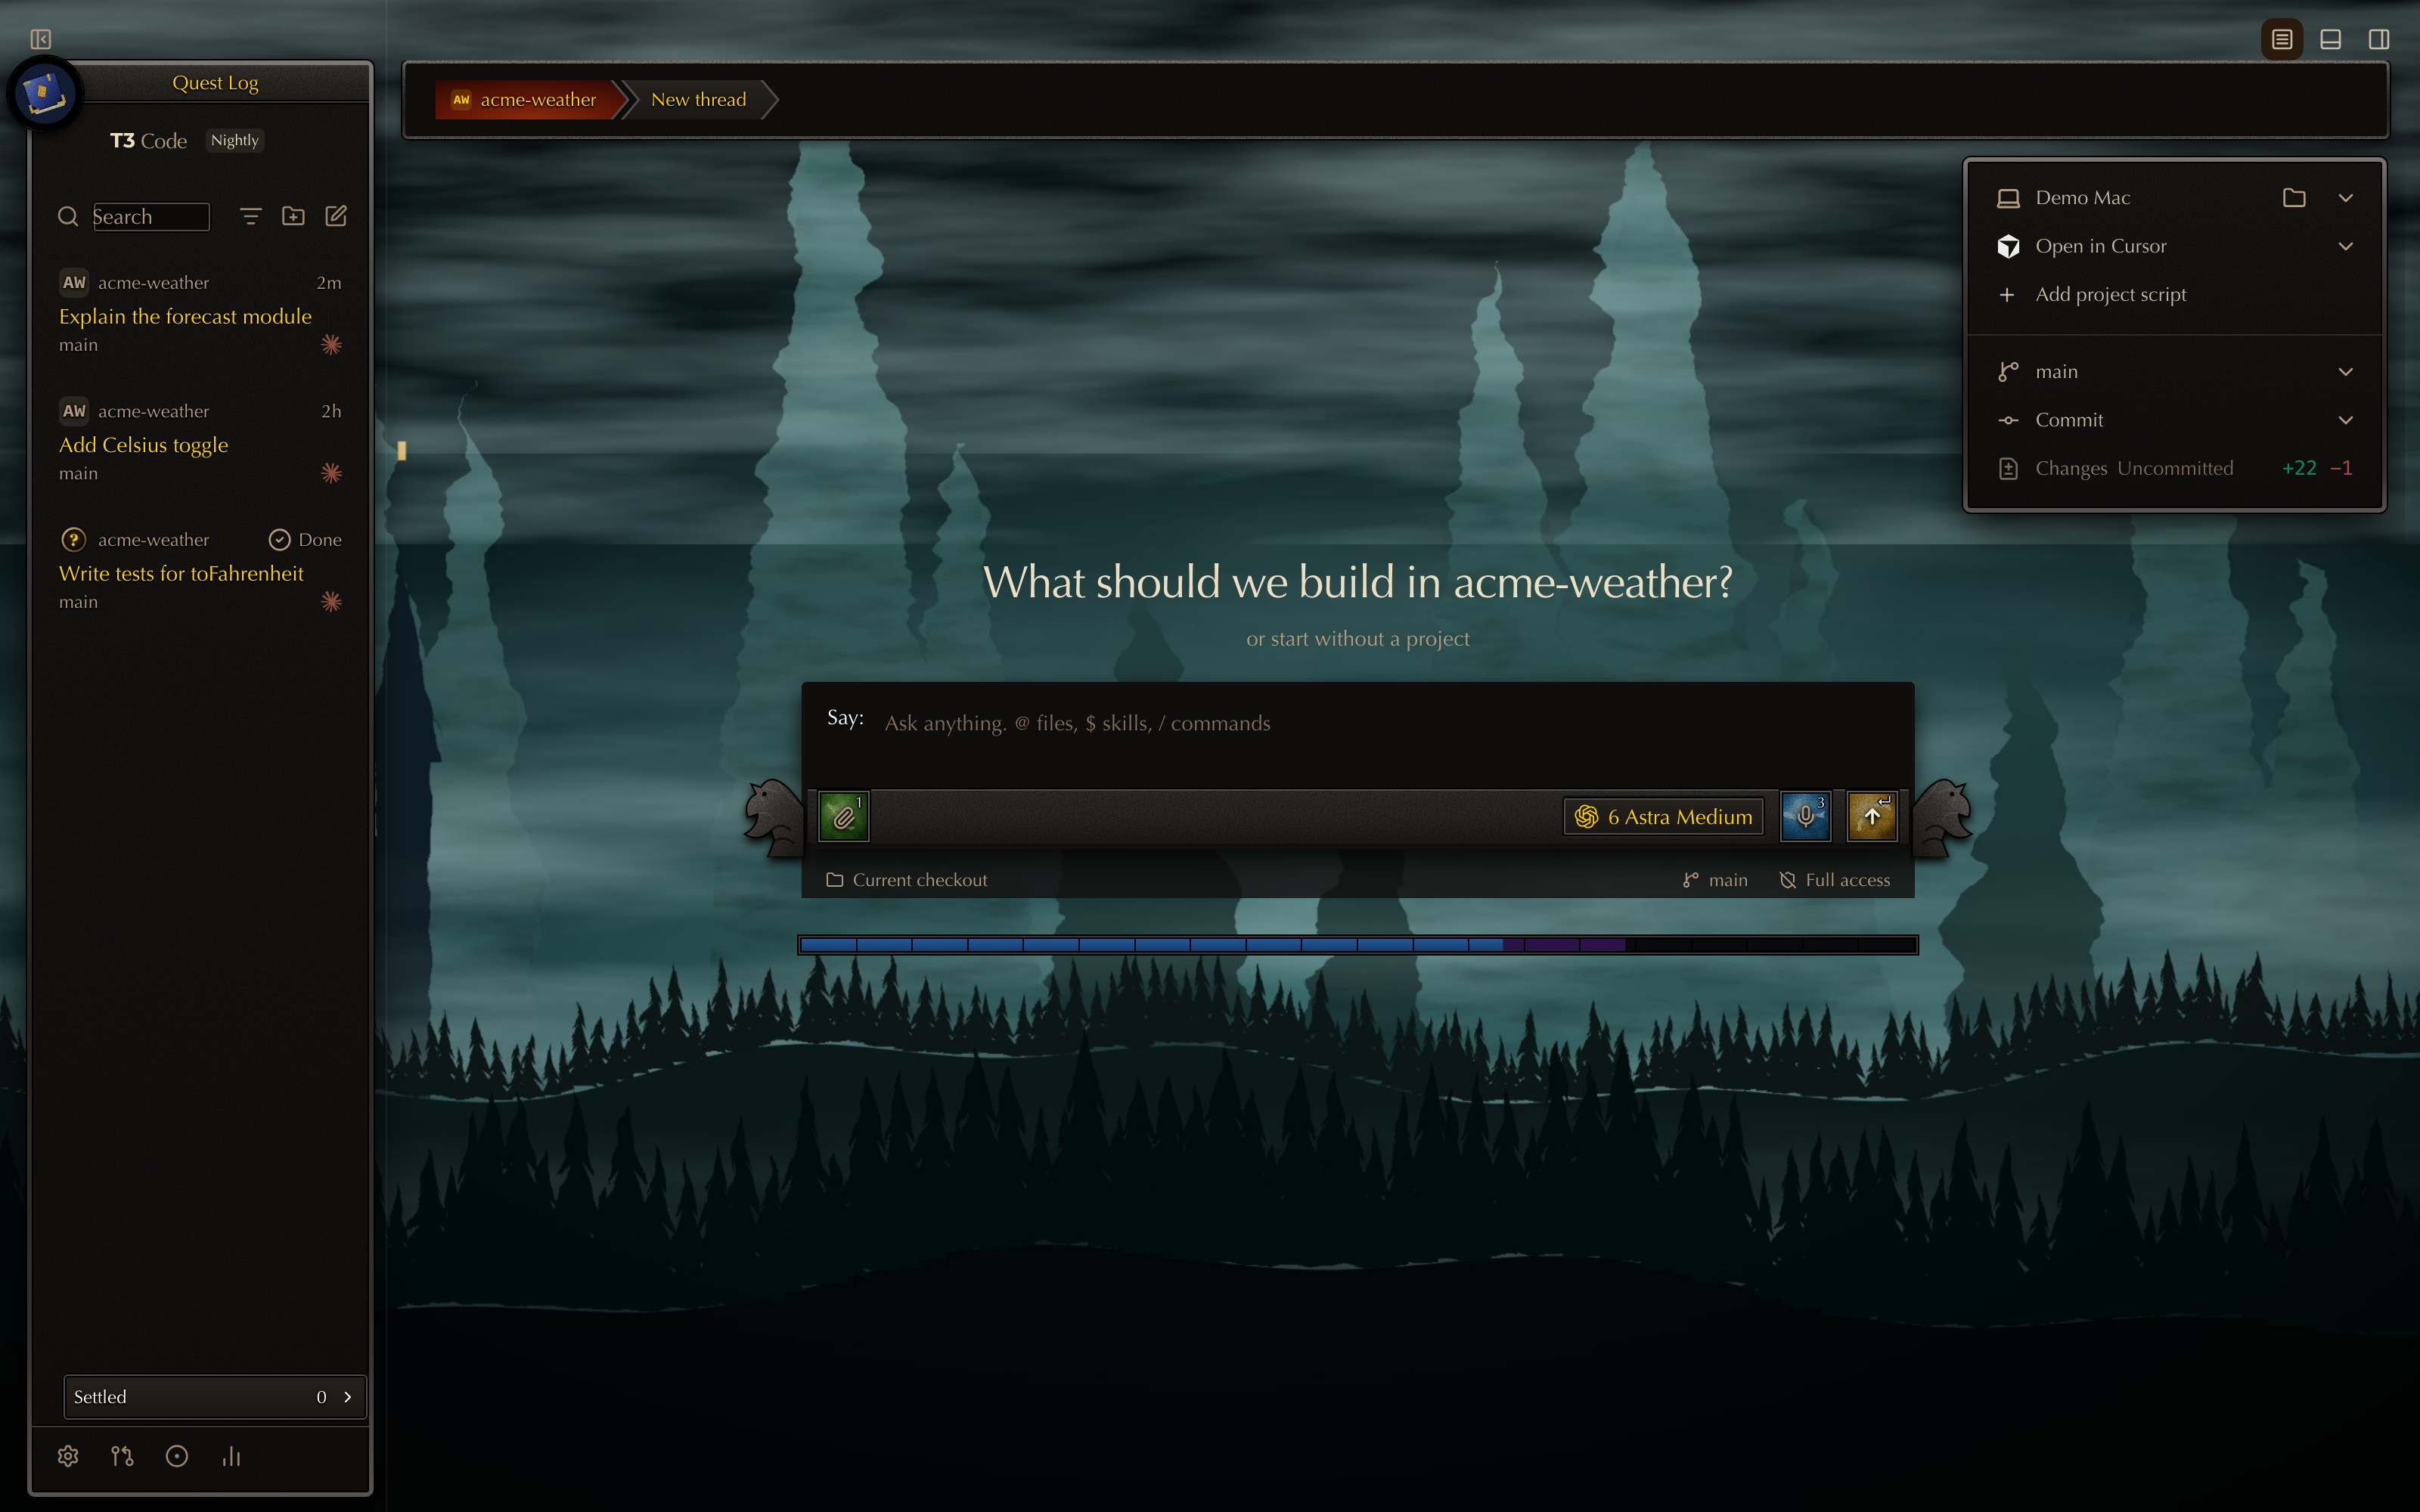 Quest Log
T3 Code Nightly
Search
AW acme-weather 2m
Explain the forecast module
main
AW acme-weather 2h
Add Celsius toggle
main
? acme-weather Done
Write tests for toFahrenheit
main
Settled 0
AW acme-weather New thread
Demo Mac
Open in Cursor
Add project script
main
Commit
Changes Uncommitted +22 −1
What should we build in acme-weather?
or start without a project
Say: Ask anything. @ files, $ skills, / commands
1 6 Astra Medium 3
Current checkout main Full access